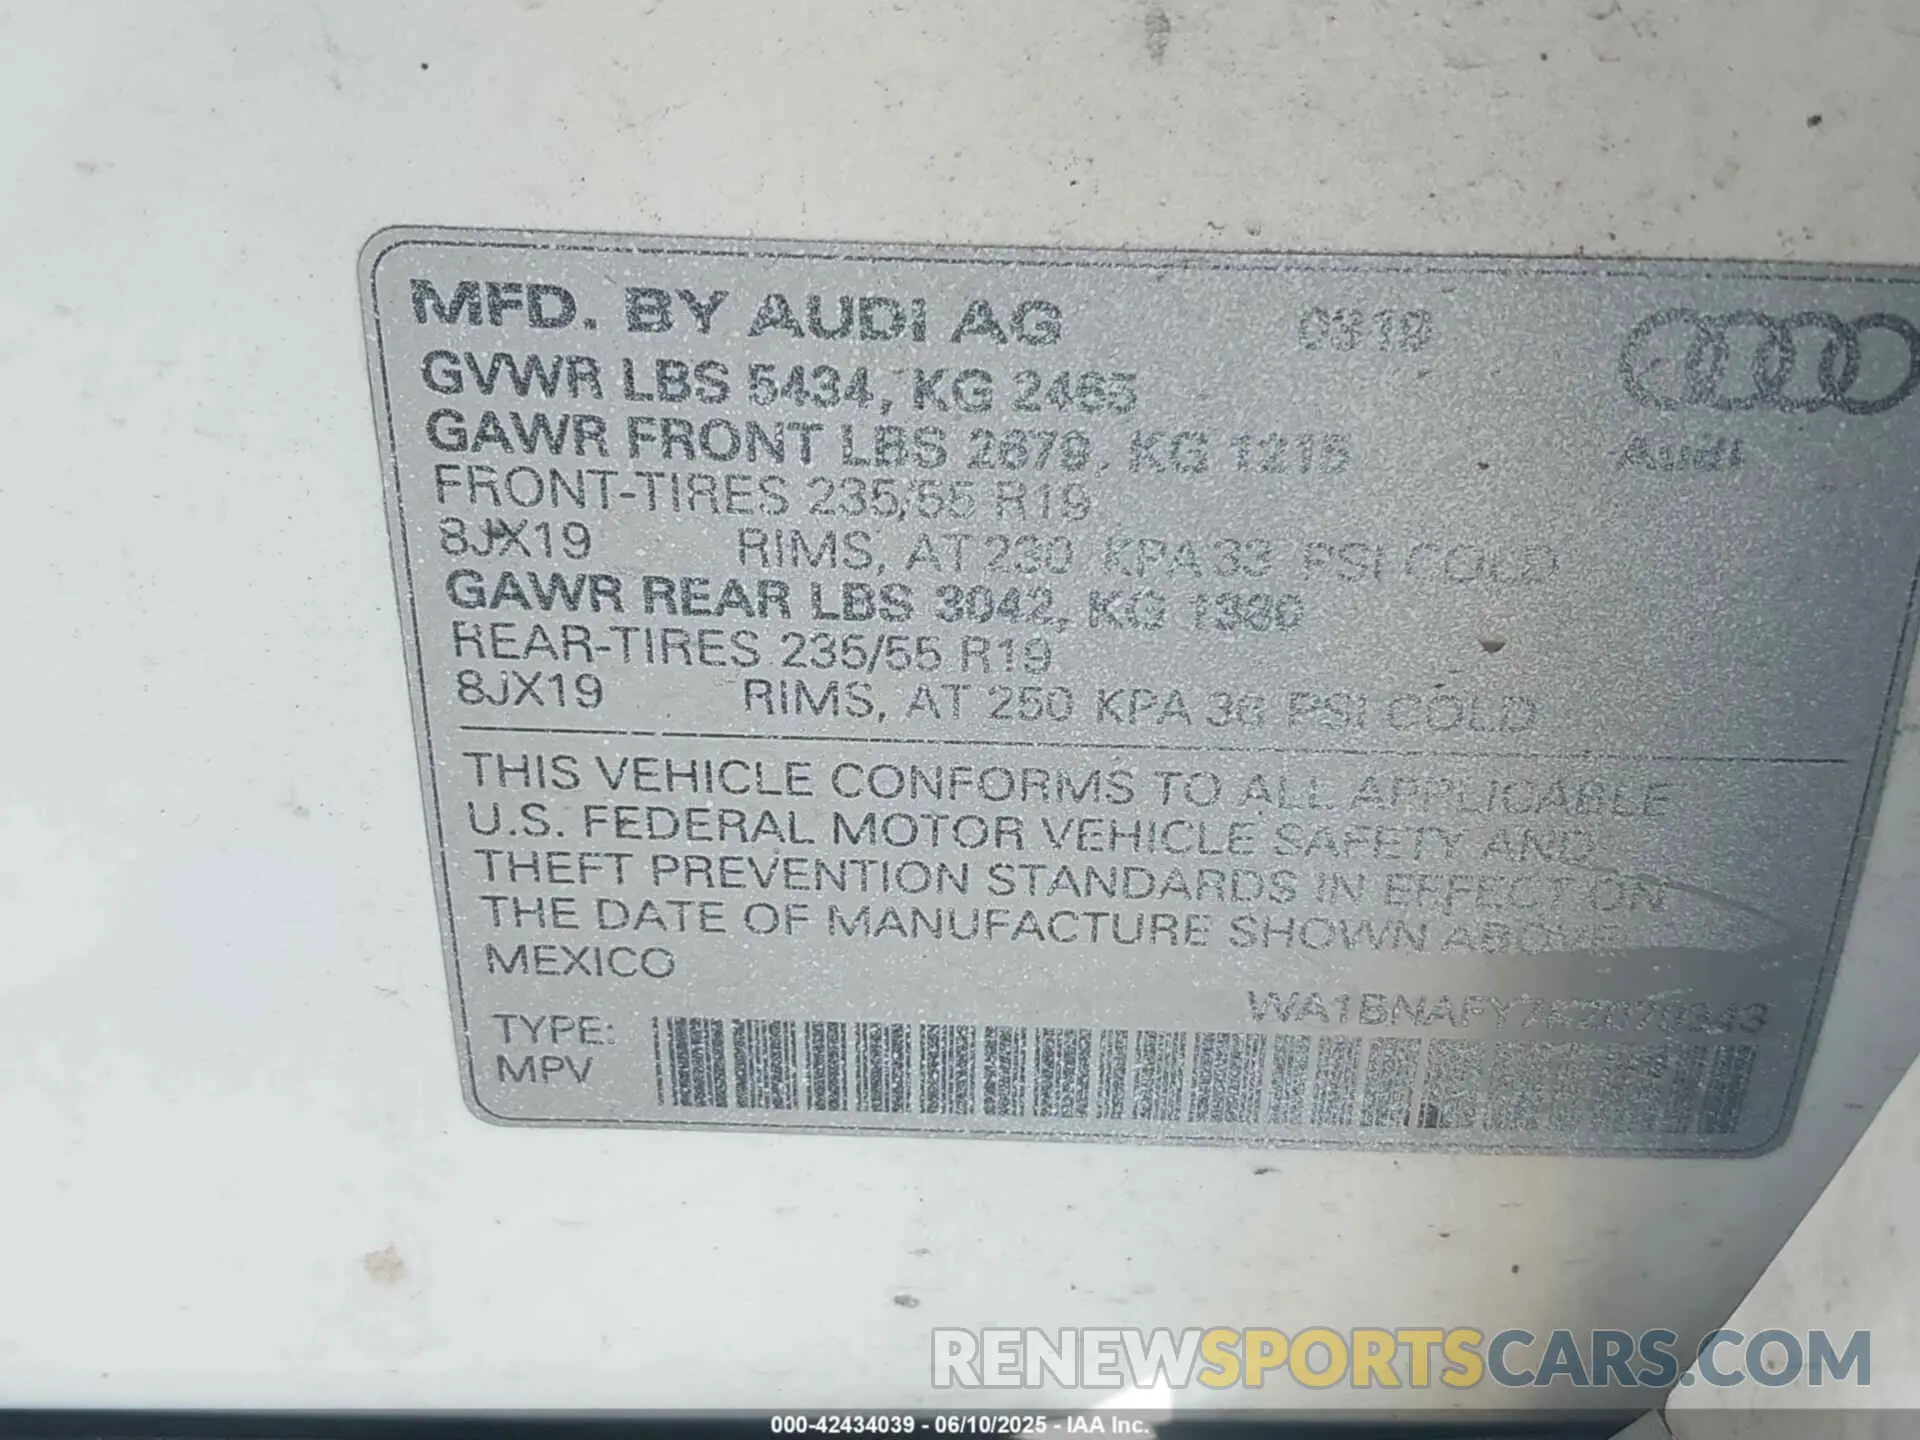 MFD. BY AUDI AG 0319
GVWR LBS 5434, KG 2465
GAWR FRONT LBS 2679, KG 1215
Audi
FRONT-TIRES 235/55 R19
8JX19 RIMS, AT 230 KPA 33 PSI COLD
GAWR REAR LBS 3042, KG 1380
REAR-TIRES 235/55 R19
8JX19 RIMS, AT 250 KPA 36 PSI COLD
THIS VEHICLE CONFORMS TO ALL APPLICABLE
U.S. FEDERAL MOTOR VEHICLE SAFETY AND
THEFT PREVENTION STANDARDS IN EFFECT ON
THE DATE OF MANUFACTURE SHOWN ABOVE
MEXICO
WA1BNAFY7K2079343
TYPE:
MPV
RENEWSPORTSCARS.COM
000-42434039 - 06/10/2025 - IAA Inc.